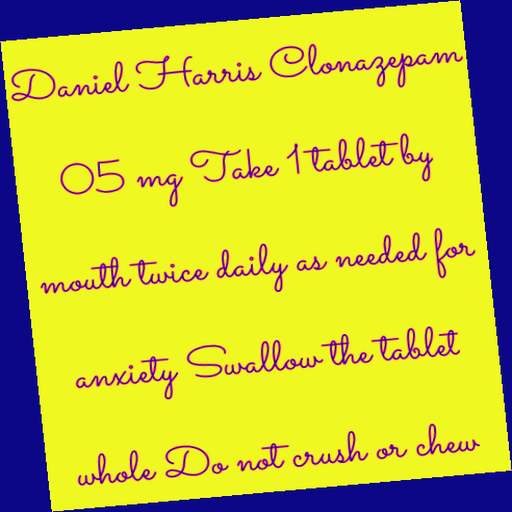 Daniel Harris Clonazepam
05 mg Take 1 tablet by
mouth twice daily as needed for
anxiety Swallow the tablet
whole Do not crush or chew